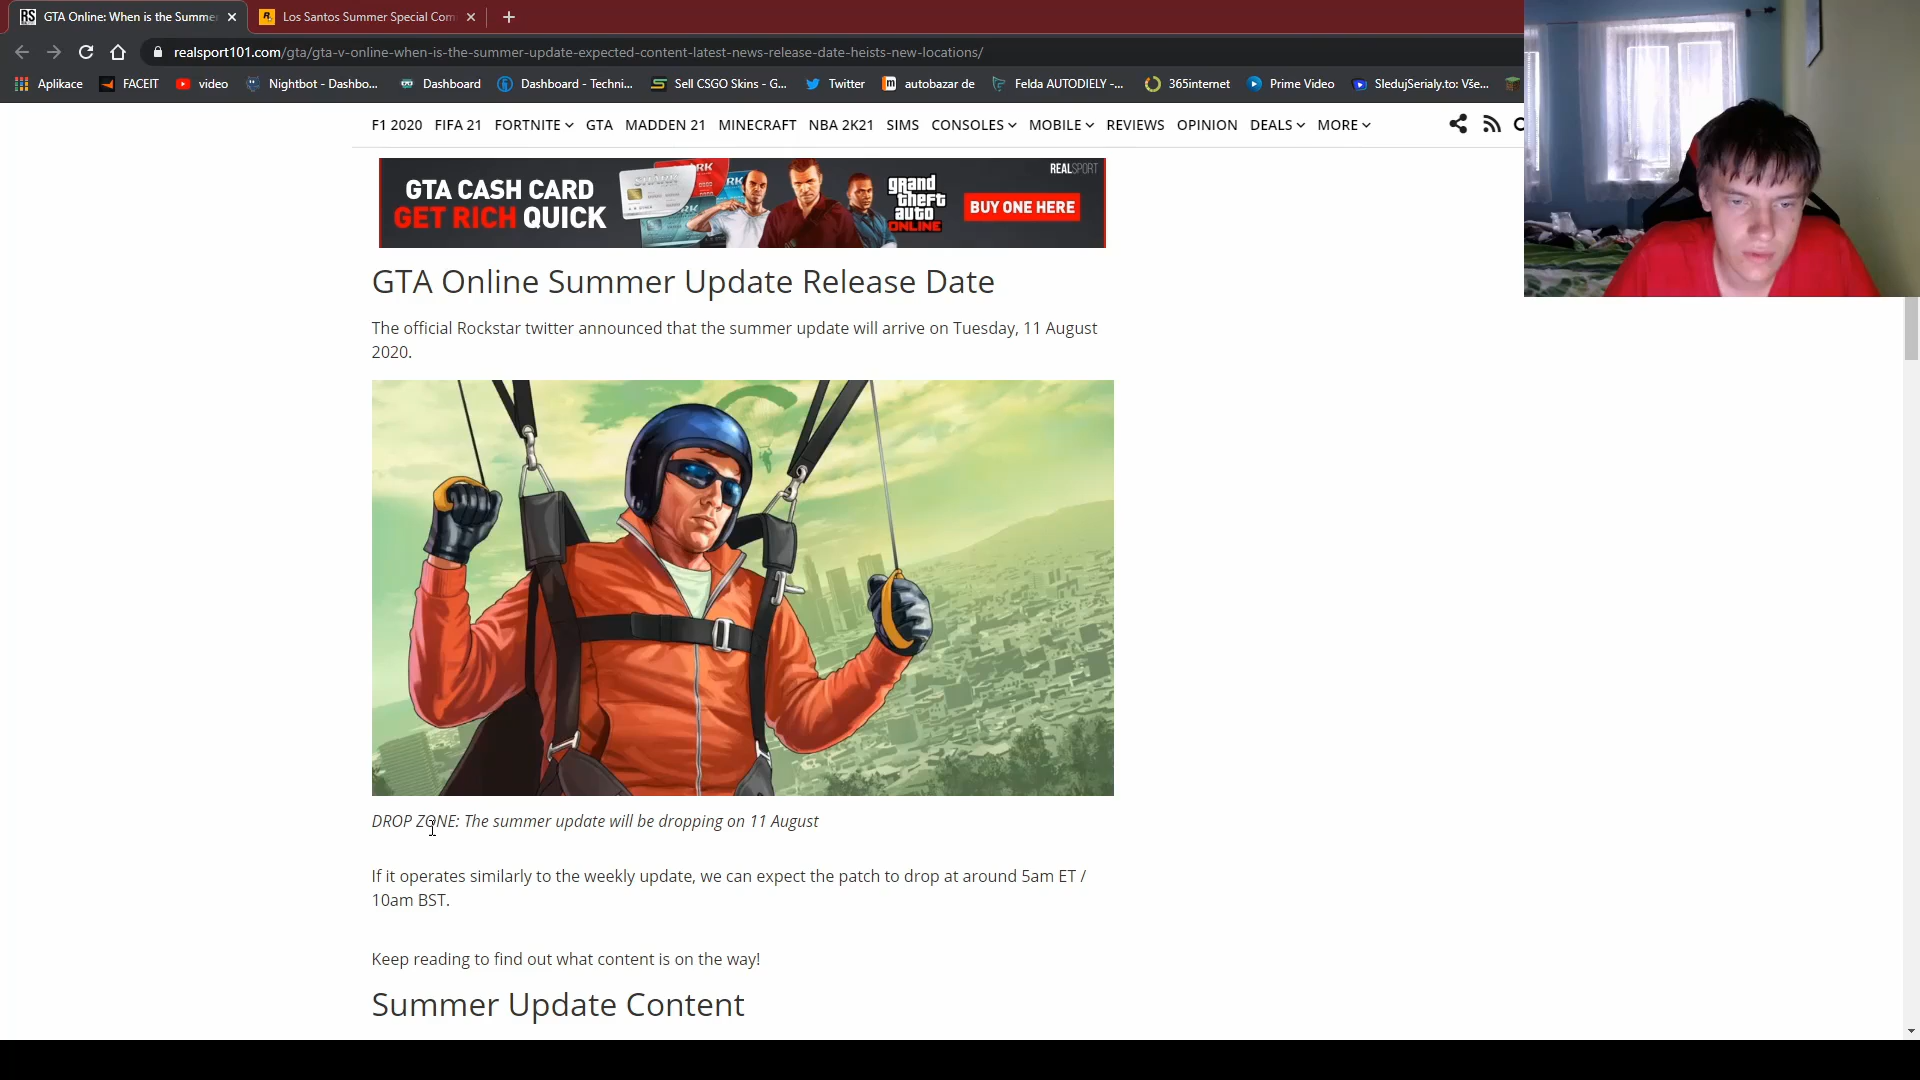 RS GTA Online: When is the Summe
Los Santos Summer Special Com
realsport101.com/gta/gta-v-online-when-is-the-summer-update-expected-content-latest-news-release-date-heists-new-locations/
Aplikace FACEIT video Nightbot - Dashbo... Dashboard Dashboard - Techni... Sell CSGO Skins - G... Twitter autobazar de Felda AUTODIELY -... 365internet Prime Video SledujSerialy.to: Vše...
F1 2020 FIFA 21 FORTNITE GTA MADDEN 21 MINECRAFT NBA 2K21 SIMS CONSOLES MOBILE REVIEWS OPINION DEALS MORE
REALSPORT
GTA CASH CARD
GET RICH QUICK
grand
theft
auto
ONLINE
BUY ONE HERE
GTA Online Summer Update Release Date
The official Rockstar twitter announced that the summer update will arrive on Tuesday, 11 August
2020.
DROP ZONE: The summer update will be dropping on 11 August
If it operates similarly to the weekly update, we can expect the patch to drop at around 5am ET /
10am BST.
Keep reading to find out what content is on the way!
Summer Update Content